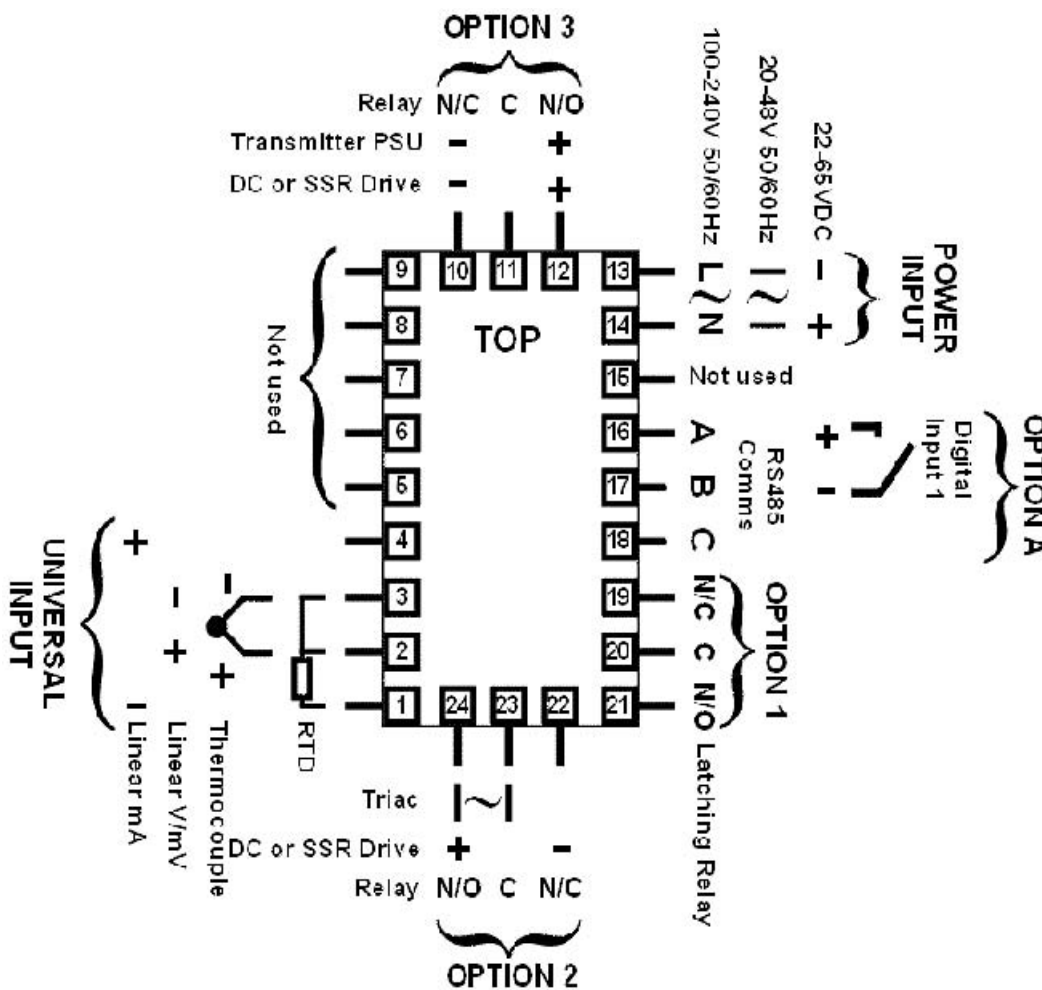 OPTION 3
Relay N/C C N/O
Transmitter PSU - +
DC or SSR Drive - +
100-240V 50/60Hz
20-48V 50/60Hz
22-65VDC
POWER
INPUT
9 10 11 12 13 L -
8 14 N +
TOP
7 15 Not used
6 16 A +
5 17 B -
4 18 C
3 19 N/C
2 20 C
1 24 23 22 21 N/O
Not used
RS485
Comms
Digital
Input 1
OPTION A
OPTION 1
Latching Relay
UNIVERSAL
INPUT
+ - + - +
RTD
Thermocouple
Linear V/mV
Linear mA
Triac ~
DC or SSR Drive + -
Relay N/O C N/C
OPTION 2